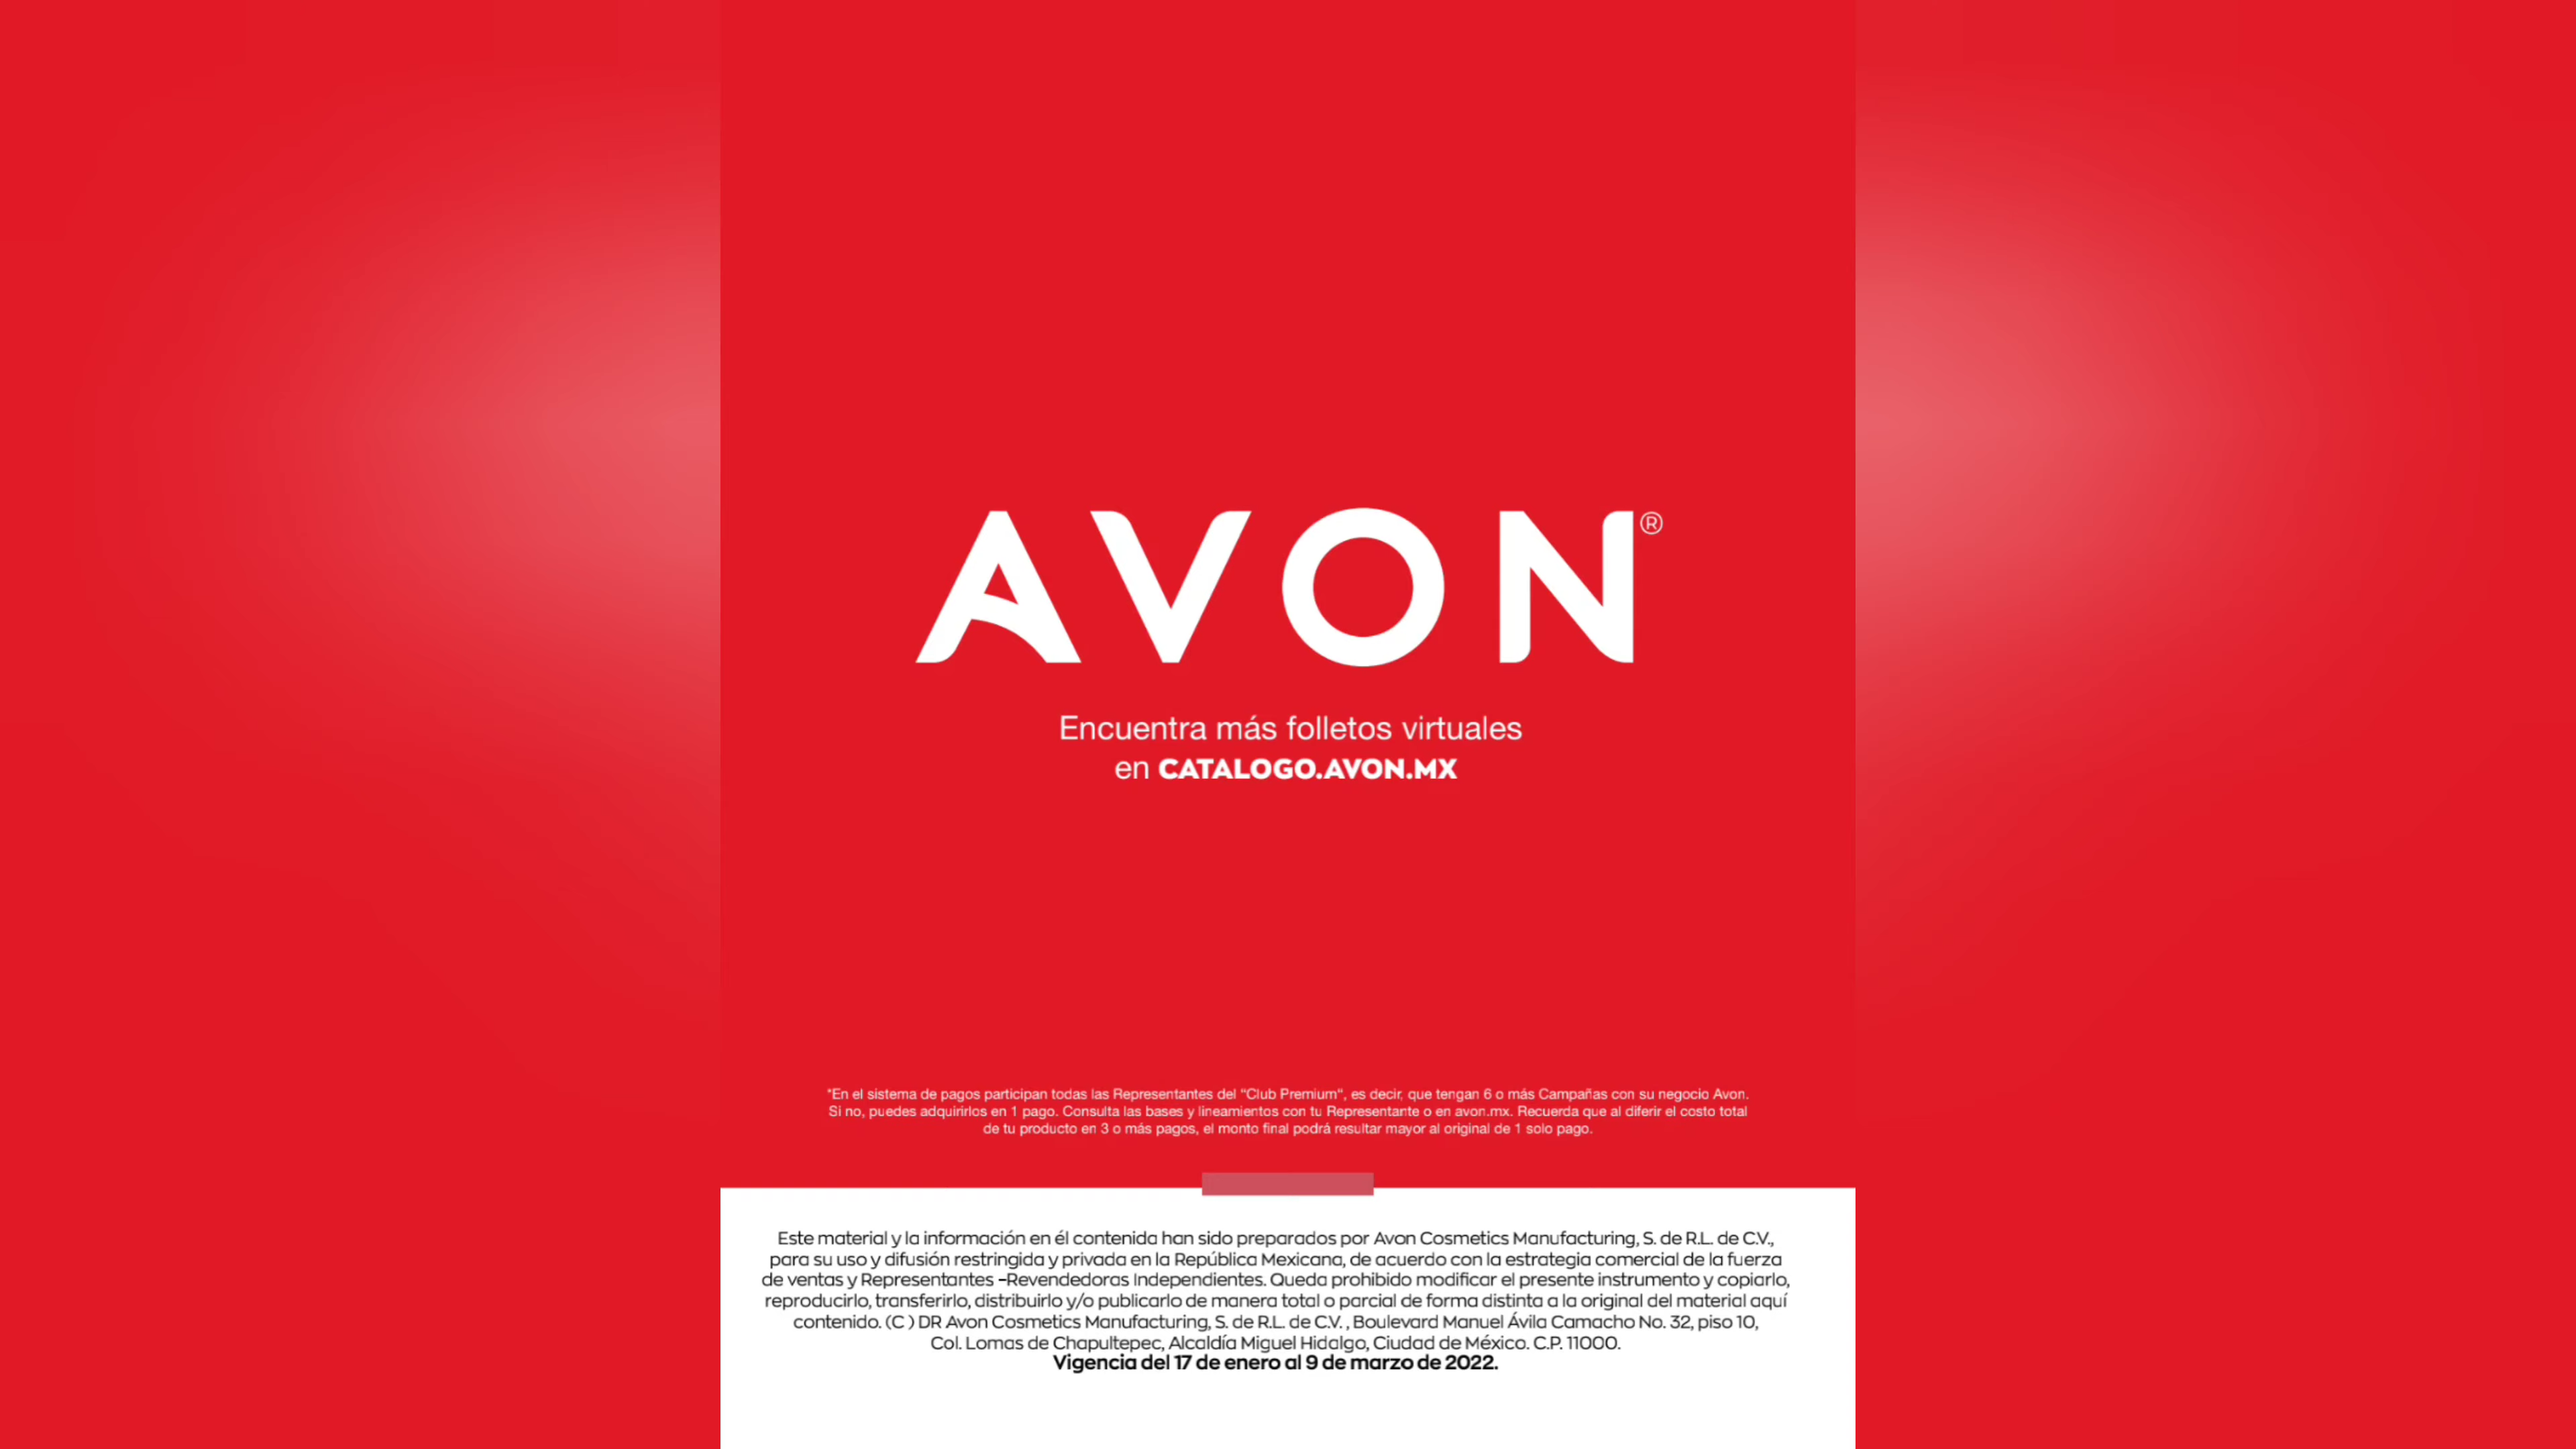 AVON®
Encuentra más folletos virtuales
en CATALOGO.AVON.MX
*En el sistema de pagos participan todas las Representantes del "Club Premium", es decir, que tengan 6 o más Campañas con su negocio Avon.
Si no, puedes adquirirlos en 1 pago. Consulta las bases y lineamientos con tu Representante o en avon.mx. Recuerda que al diferir el costo total
de tu producto en 3 o más pagos, el monto final podrá resultar mayor al original de 1 solo pago.
Este material y la información en él contenida han sido preparados por Avon Cosmetics Manufacturing, S. de R.L. de C.V.,
para su uso y difusión restringida y privada en la República Mexicana, de acuerdo con la estrategia comercial de la fuerza
de ventas y Representantes –Revendedoras Independientes. Queda prohibido modificar el presente instrumento y copiarlo,
reproducirlo, transferirlo, distribuirlo y/o publicarlo de manera total o parcial de forma distinta a la original del material aquí
contenido. (C ) DR Avon Cosmetics Manufacturing, S. de R.L. de C.V. , Boulevard Manuel Ávila Camacho No. 32, piso 10,
Col. Lomas de Chapultepec, Alcaldía Miguel Hidalgo, Ciudad de México. C.P. 11000.
Vigencia del 17 de enero al 9 de marzo de 2022.